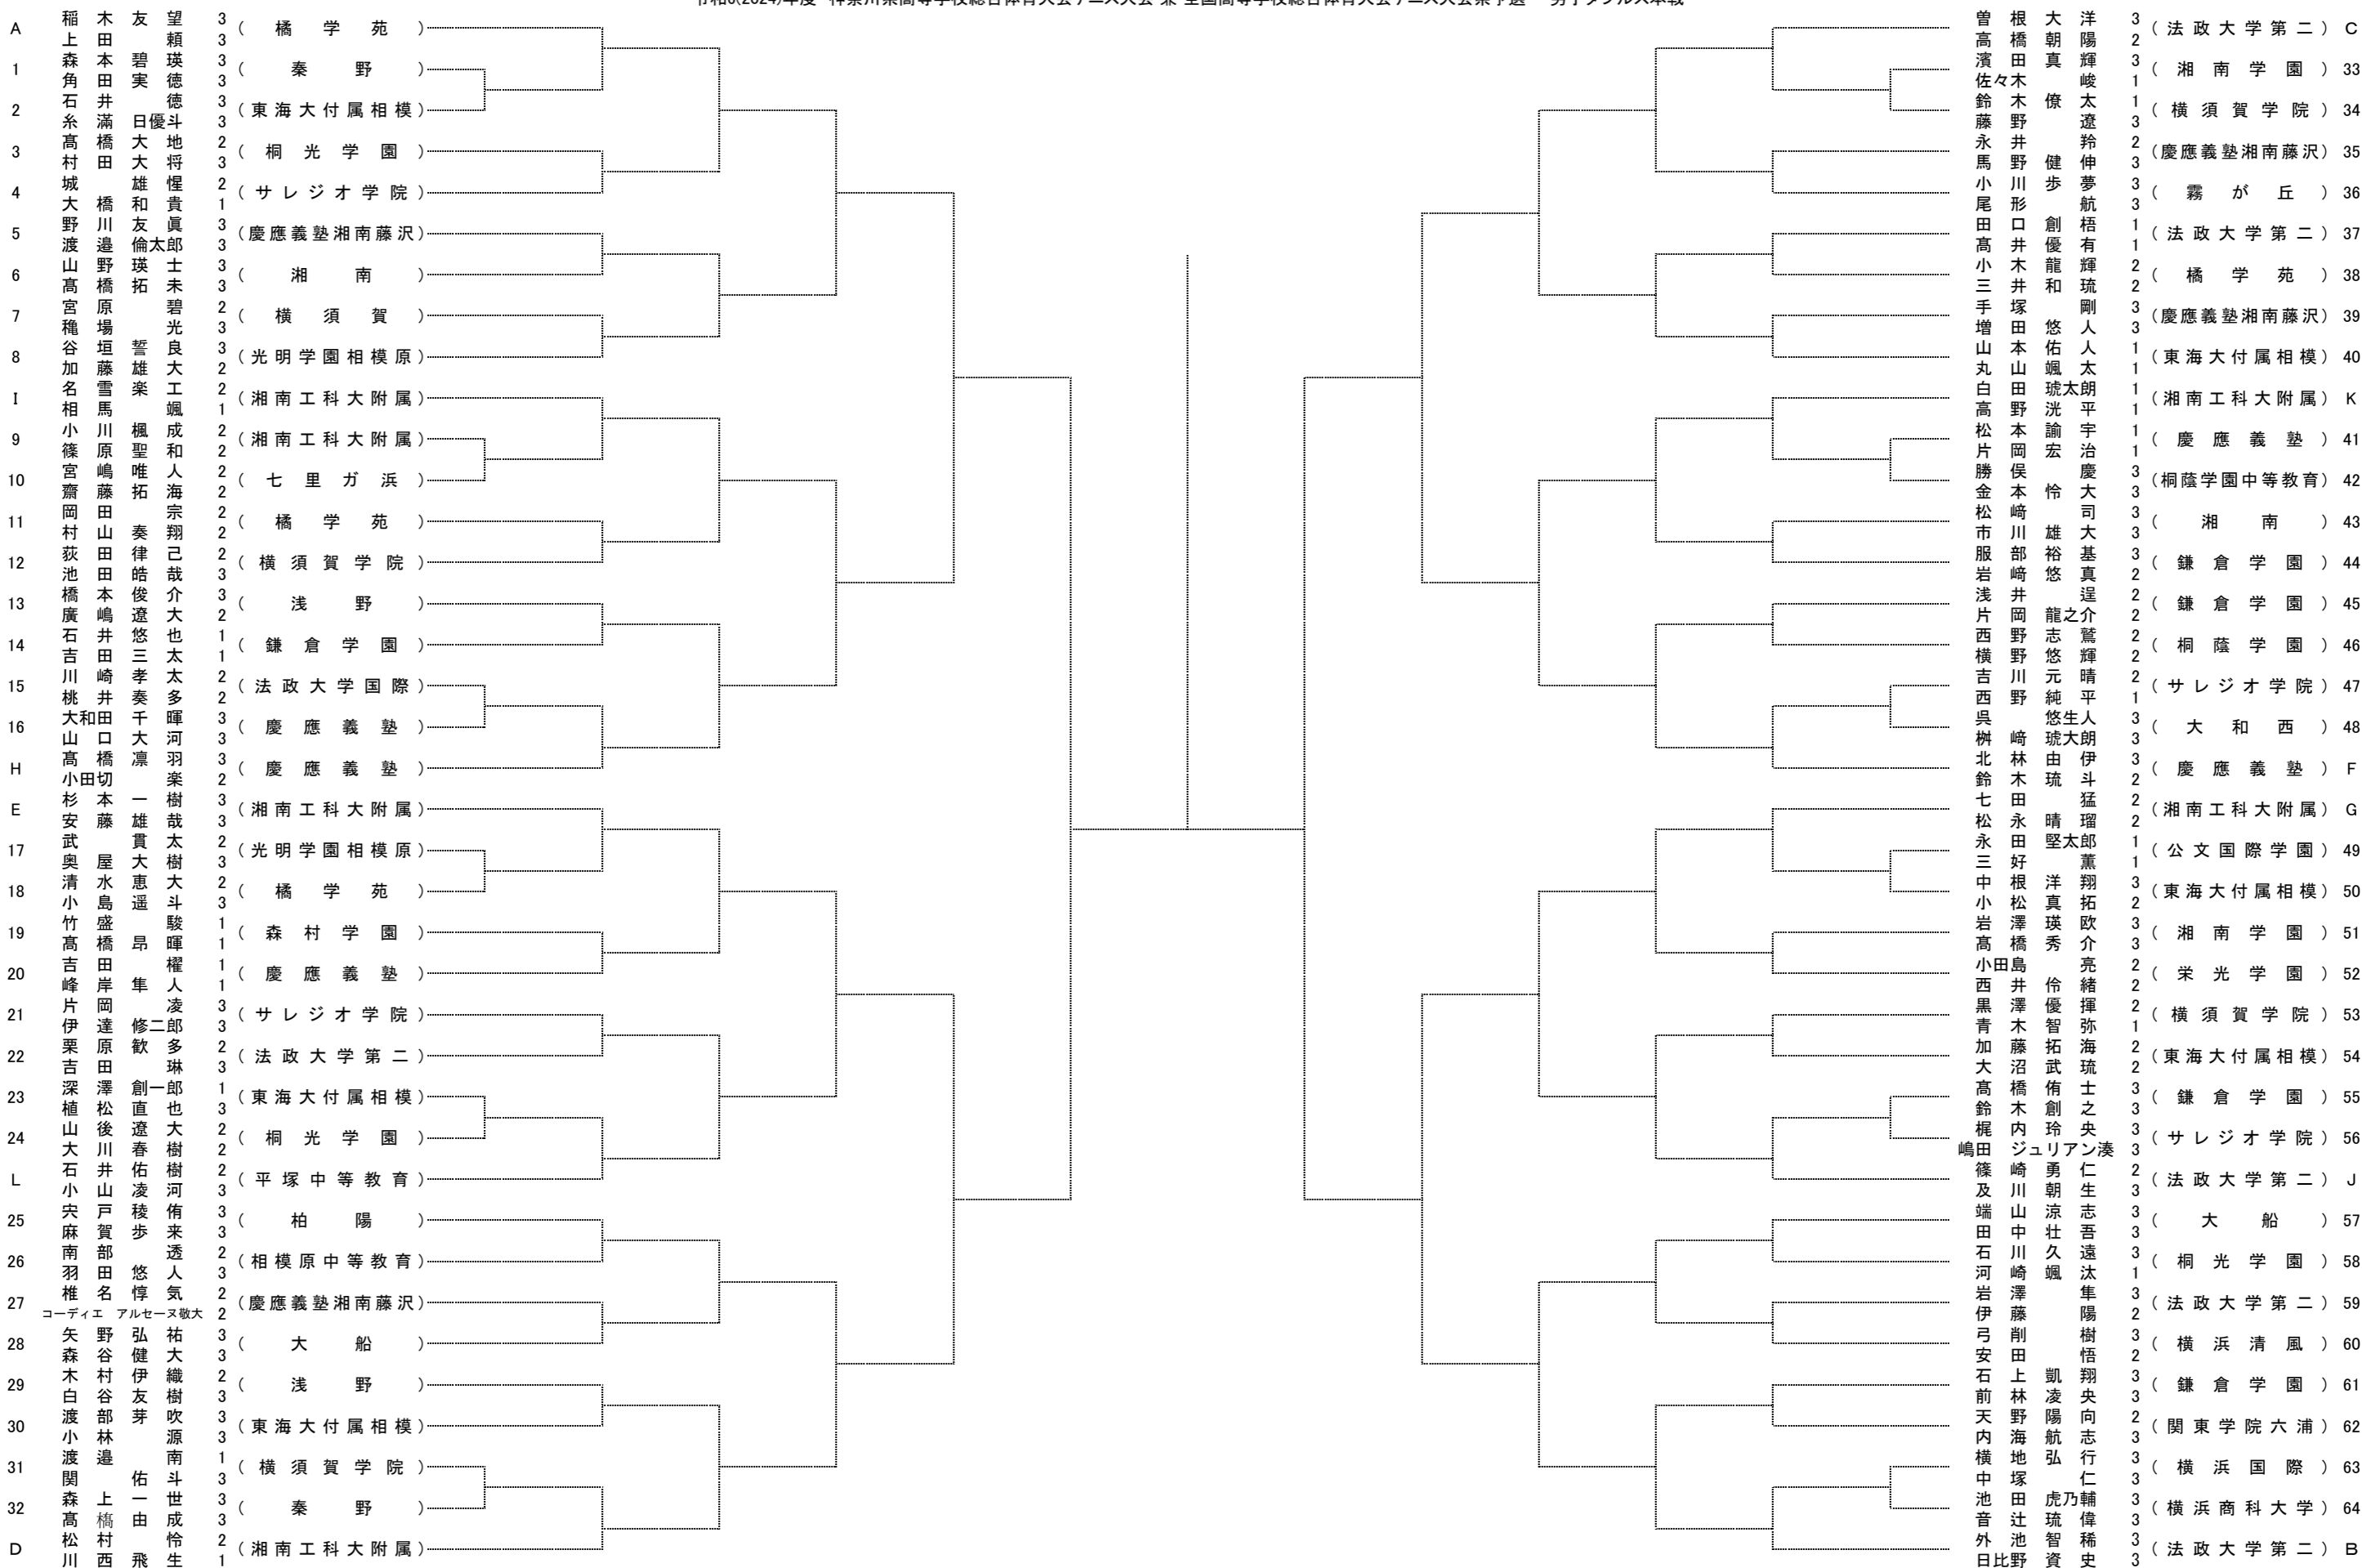 令和6(2024)年度 神奈川県高等学校総合体育大会テニス大会 兼 全国高等学校総合体育大会テニス大会県予選 男子ダブルス本戦
A 稲木 友望 3 上田 頼 3 (橘学苑)
1 森本 碧瑛 3 角田 実徳 3 (秦野)
2 石井 徳 3 糸滿 日優斗 3 (東海大付属相模)
3 髙橋 大地 2 村田 大将 3 (桐光学園)
4 城 雄惺 2 大橋 和貴 1 (サレジオ学院)
5 野川 友眞 3 渡邉 倫太郎 3 (慶應義塾湘南藤沢)
6 山野 瑛士 3 髙橋 拓未 3 (湘南)
7 宮原 碧 2 穐場 光 3 (横須賀)
8 谷垣 誓良 3 加藤 雄大 2 (光明学園相模原)
I 名雪 楽工 2 相馬 颯 1 (湘南工科大附属)
9 小川 楓成 2 篠原 聖和 2 (湘南工科大附属)
10 宮嶋 唯人 2 齋藤 拓海 2 (七里ガ浜)
11 岡田 宗 2 村山 奏翔 2 (橘学苑)
12 荻田 律己 2 池田 皓哉 3 (横須賀学院)
13 橋本 俊介 3 廣嶋 遼大 2 (浅野)
14 石井 悠也 1 吉田 三太 1 (鎌倉学園)
15 川崎 孝太 2 桃井 奏多 2 (法政大学国際)
16 大和田 千暉 3 山口 大河 3 (慶應義塾)
H 髙橋 凛羽 3 小田切 楽 2 (慶應義塾)
E 杉本 一樹 3 安藤 雄哉 3 (湘南工科大附属)
17 武 貫太 2 奥屋 大樹 3 (光明学園相模原)
18 清水 恵大 2 小島 遥斗 3 (橘学苑)
19 竹盛 駿 1 髙橋 昂暉 1 (森村学園)
20 吉田 櫂 1 峰岸 隼人 1 (慶應義塾)
21 片岡 凌 3 伊達 修二郎 3 (サレジオ学院)
22 栗原 歓多 2 吉田 琳 3 (法政大学第二)
23 深澤 創一郎 1 植松 直也 3 (東海大付属相模)
24 山後 遼大 2 大川 春樹 2 (桐光学園)
L 石井 佑樹 2 小山 凌河 3 (平塚中等教育)
25 宍戸 稜侑 3 麻賀 歩来 3 (柏陽)
26 南部 透 2 羽田 悠人 3 (相模原中等教育)
27 椎名 惇気 2 コーディエ アルセーヌ敬大 2 (慶應義塾湘南藤沢)
28 矢野 弘祐 3 森谷 健大 3 (大船)
29 木村 伊織 2 白谷 友樹 3 (浅野)
30 渡部 芽吹 3 小林 源 3 (東海大付属相模)
31 渡邉 南 1 関 佑斗 3 (横須賀学院)
32 森上 一世 3 髙橋 由成 3 (秦野)
D 松村 怜 2 川西 飛生 1 (湘南工科大附属)
曽根 大洋 3 高橋 朝陽 2 (法政大学第二) C
濱田 真輝 3 佐々木 峻 1 (湘南学園) 33
鈴木 僚太 1 藤野 遼 3 (横須賀学院) 34
永井 羚 2 馬野 健伸 3 (慶應義塾湘南藤沢) 35
小川 歩夢 3 尾形 航 3 (霧が丘) 36
田口 創梧 1 髙井 優有 1 (法政大学第二) 37
小木 龍輝 2 三井 和琉 2 (橘学苑) 38
手塚 剛 3 増田 悠人 3 (慶應義塾湘南藤沢) 39
山本 佑人 1 丸山 颯太 1 (東海大付属相模) 40
白田 琥太朗 1 高野 洸平 1 (湘南工科大附属) K
松本 諭宇 1 片岡 宏治 1 (慶應義塾) 41
勝俣 慶 3 金本 怜大 3 (桐蔭学園中等教育) 42
松﨑 司 3 市川 雄大 3 (湘南) 43
服部 裕基 3 岩﨑 悠真 2 (鎌倉学園) 44
浅井 逞 2 片岡 龍之介 2 (鎌倉学園) 45
西野 志鷲 2 横野 悠輝 2 (桐蔭学園) 46
吉川 元晴 2 西野 純平 1 (サレジオ学院) 47
呉 悠生人 3 桝﨑 琥大朗 3 (大和西) 48
北林 由伊 3 鈴木 琉斗 2 (慶應義塾) F
七田 猛 2 松永 晴瑠 2 (湘南工科大附属) G
永田 堅太郎 1 三好 薫 1 (公文国際学園) 49
中根 洋翔 3 小松 真拓 2 (東海大付属相模) 50
岩澤 瑛欧 3 髙橋 秀介 3 (湘南学園) 51
小田島 亮 2 西井 伶緒 2 (栄光学園) 52
黒澤 優揮 2 青木 智弥 1 (横須賀学院) 53
加藤 拓海 2 大沼 武琉 2 (東海大付属相模) 54
髙橋 侑士 3 鈴木 創之 3 (鎌倉学園) 55
梶内 玲央 3 嶋田 ジュリアン湊 3 (サレジオ学院) 56
篠崎 勇仁 2 及川 朝生 3 (法政大学第二) J
端山 涼志 3 田中 壮吾 3 (大船) 57
石川 久遠 3 河崎 颯汰 1 (桐光学園) 58
岩澤 隼 3 伊藤 陽 2 (法政大学第二) 59
弓削 樹 3 安田 悟 2 (横浜清風) 60
石上 凱翔 3 前林 凌央 3 (鎌倉学園) 61
天野 陽向 2 内海 航志 3 (関東学院六浦) 62
横地 弘行 3 中塚 仁 3 (横浜国際) 63
池田 虎乃輔 3 音辻 琉偉 3 (横浜商科大学) 64
外池 智稀 3 日比野 資史 3 (法政大学第二) B